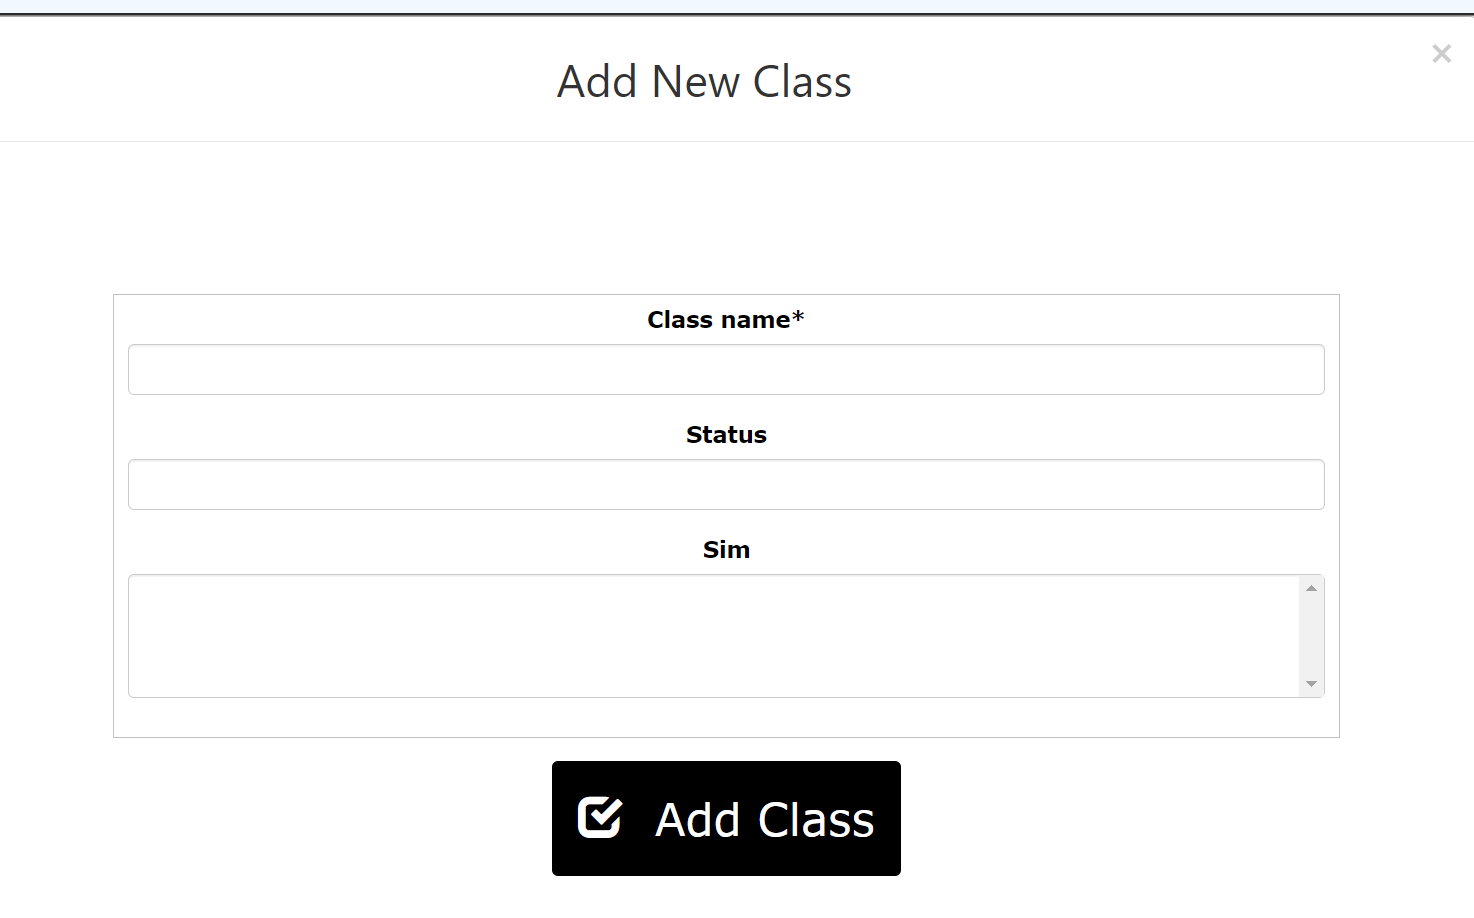 Add New Class
×
Class name*
Status
Sim
Add Class